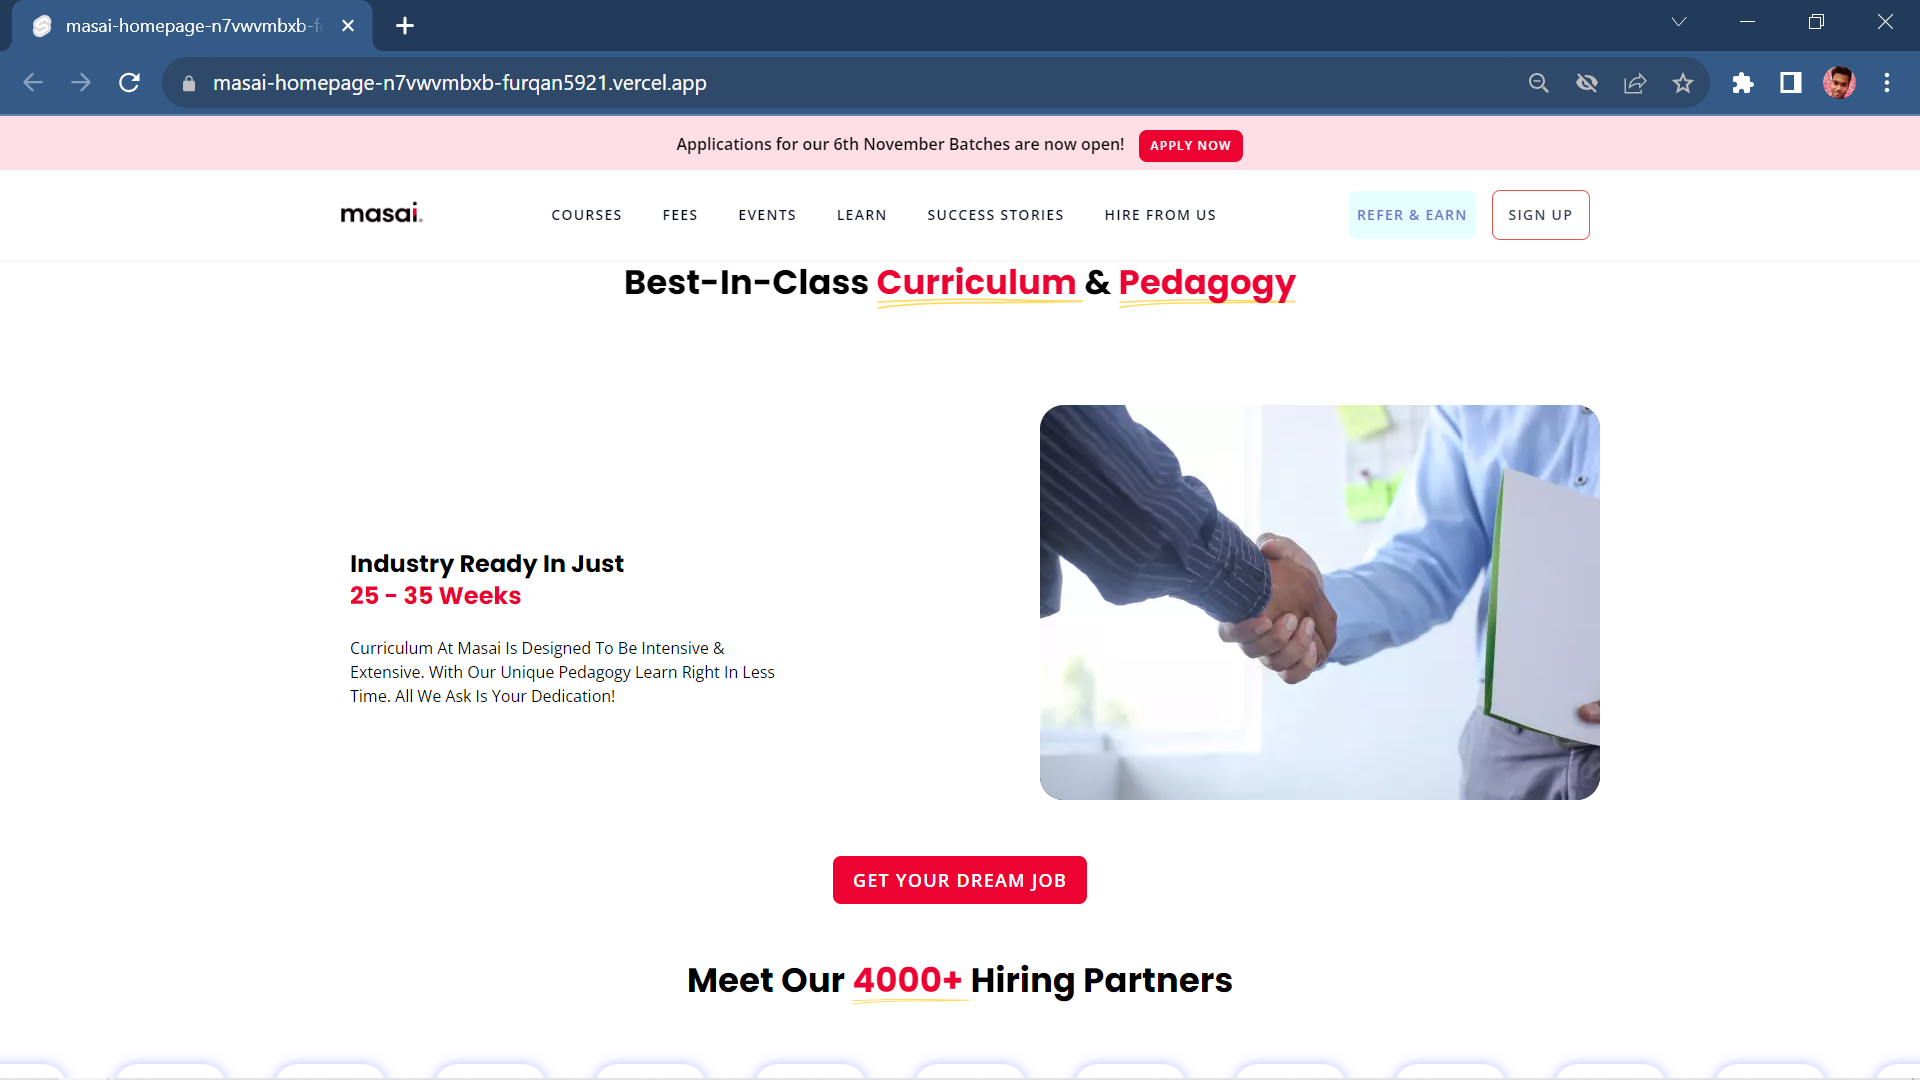 masai-homepage-n7vwvmbxb-f
masai-homepage-n7vwvmbxb-furqan5921.vercel.app
Applications for our 6th November Batches are now open! APPLY NOW
masai. COURSES FEES EVENTS LEARN SUCCESS STORIES HIRE FROM US REFER & EARN SIGN UP
Best-In-Class Curriculum & Pedagogy
Industry Ready In Just
25 - 35 Weeks
Curriculum At Masai Is Designed To Be Intensive &
Extensive. With Our Unique Pedagogy Learn Right In Less
Time. All We Ask Is Your Dedication!
GET YOUR DREAM JOB
Meet Our 4000+ Hiring Partners